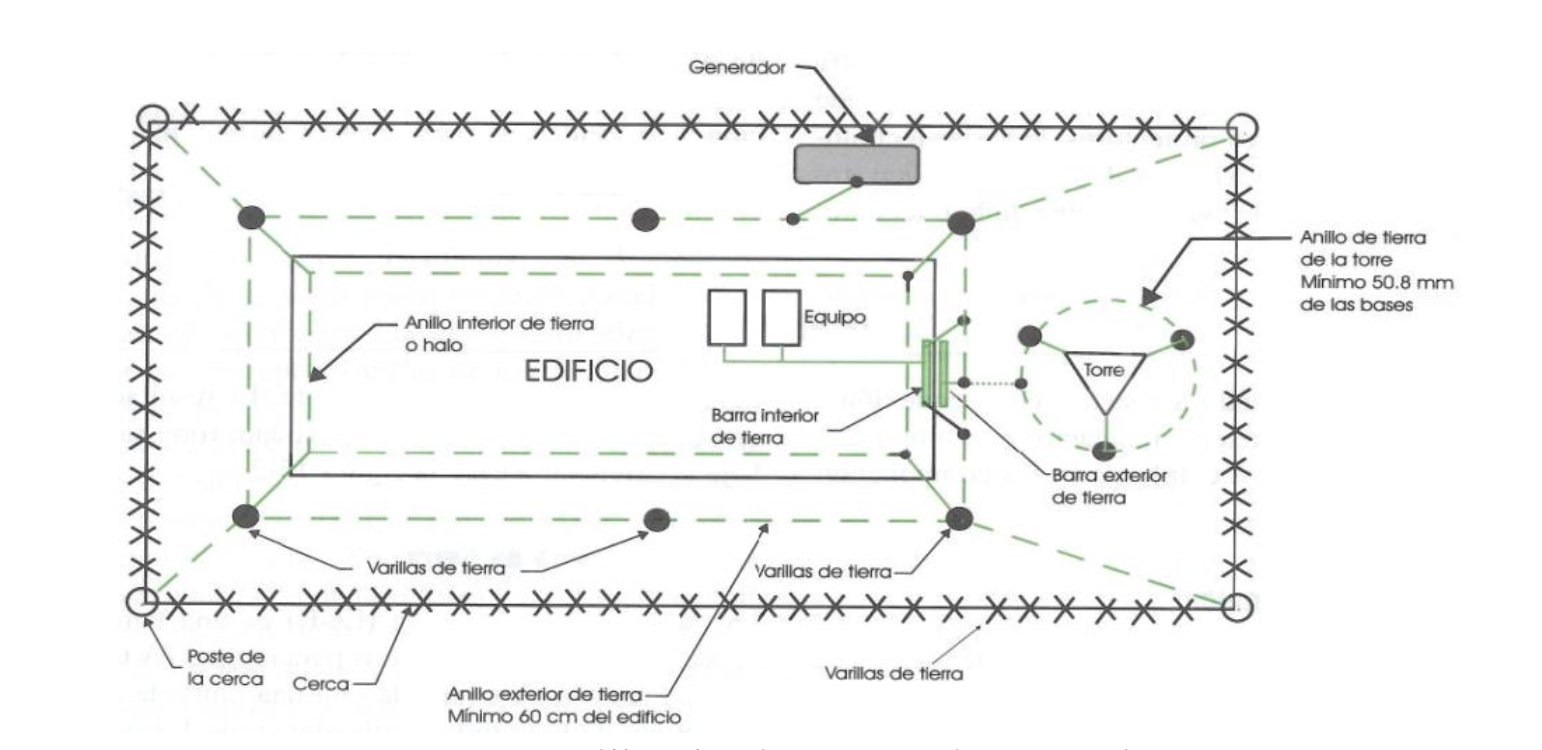 Generador
Anillo de tierra
de la torre
Mínimo 50.8 mm
de las bases
Anillo interior de tierra
o halo
Equipo
EDIFICIO
Torre
Barra interior
de tierra
Barra exterior
de tierra
Varillas de tierra
Varillas de tierra
Poste de
la cerca
Cerca
Anillo exterior de tierra
Mínimo 60 cm del edificio
Varillas de tierra